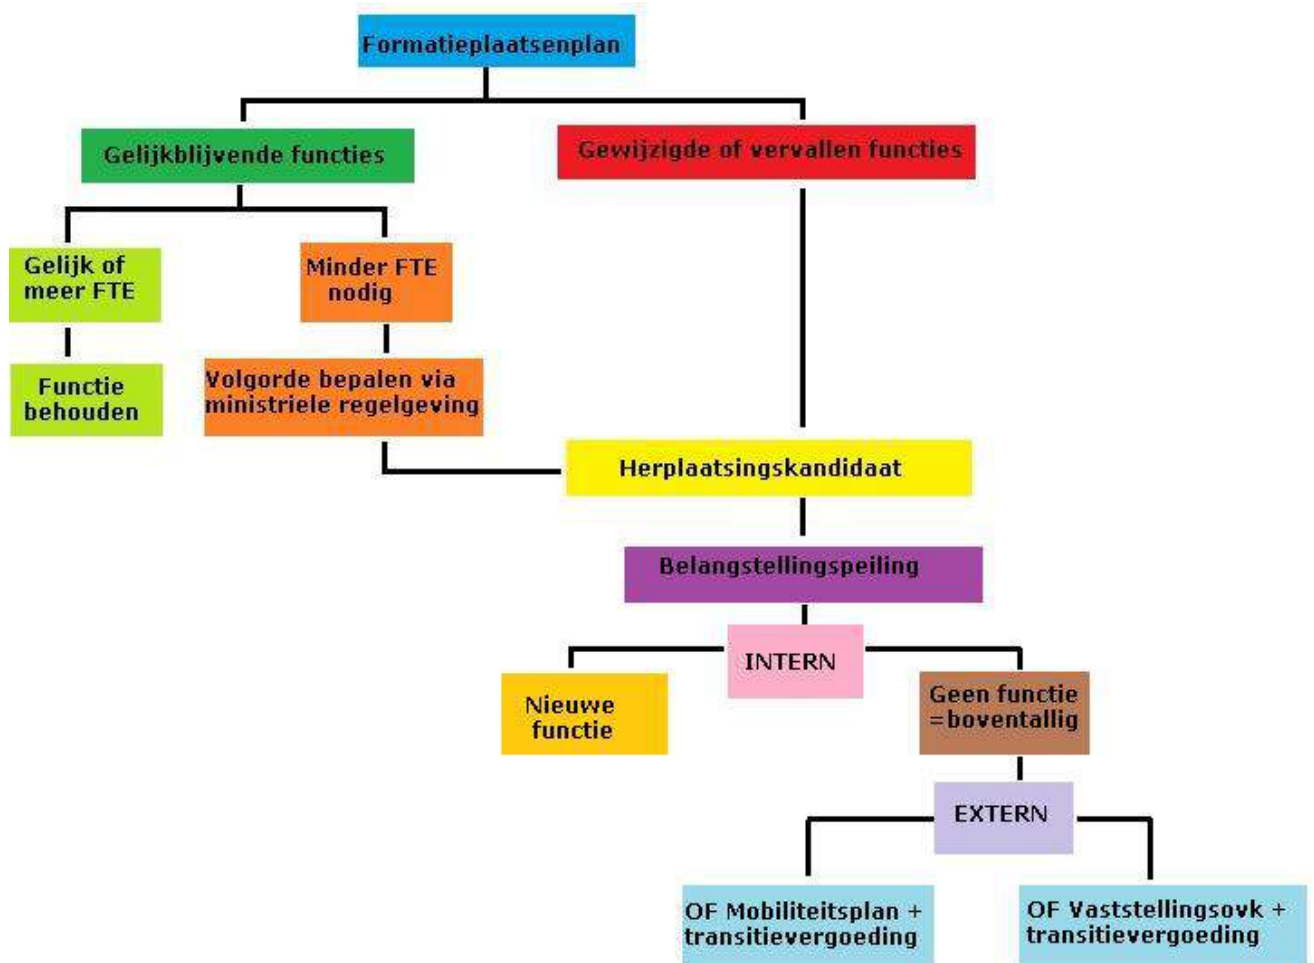 Formatieplaatsenplan
Gelijkblijvende functies
Gewijzigde of vervallen functies
Gelijk of
meer FTE
Minder FTE
nodig
Functie
behouden
Volgorde bepalen via
ministriele regelgeving
Herplaatsingskandidaat
Belangstellingspeiling
INTERN
Nieuwe
functie
Geen functie
=boventallig
EXTERN
OF Mobiliteitsplan +
transitievergoeding
OF Vaststellingsovk +
transitievergoeding